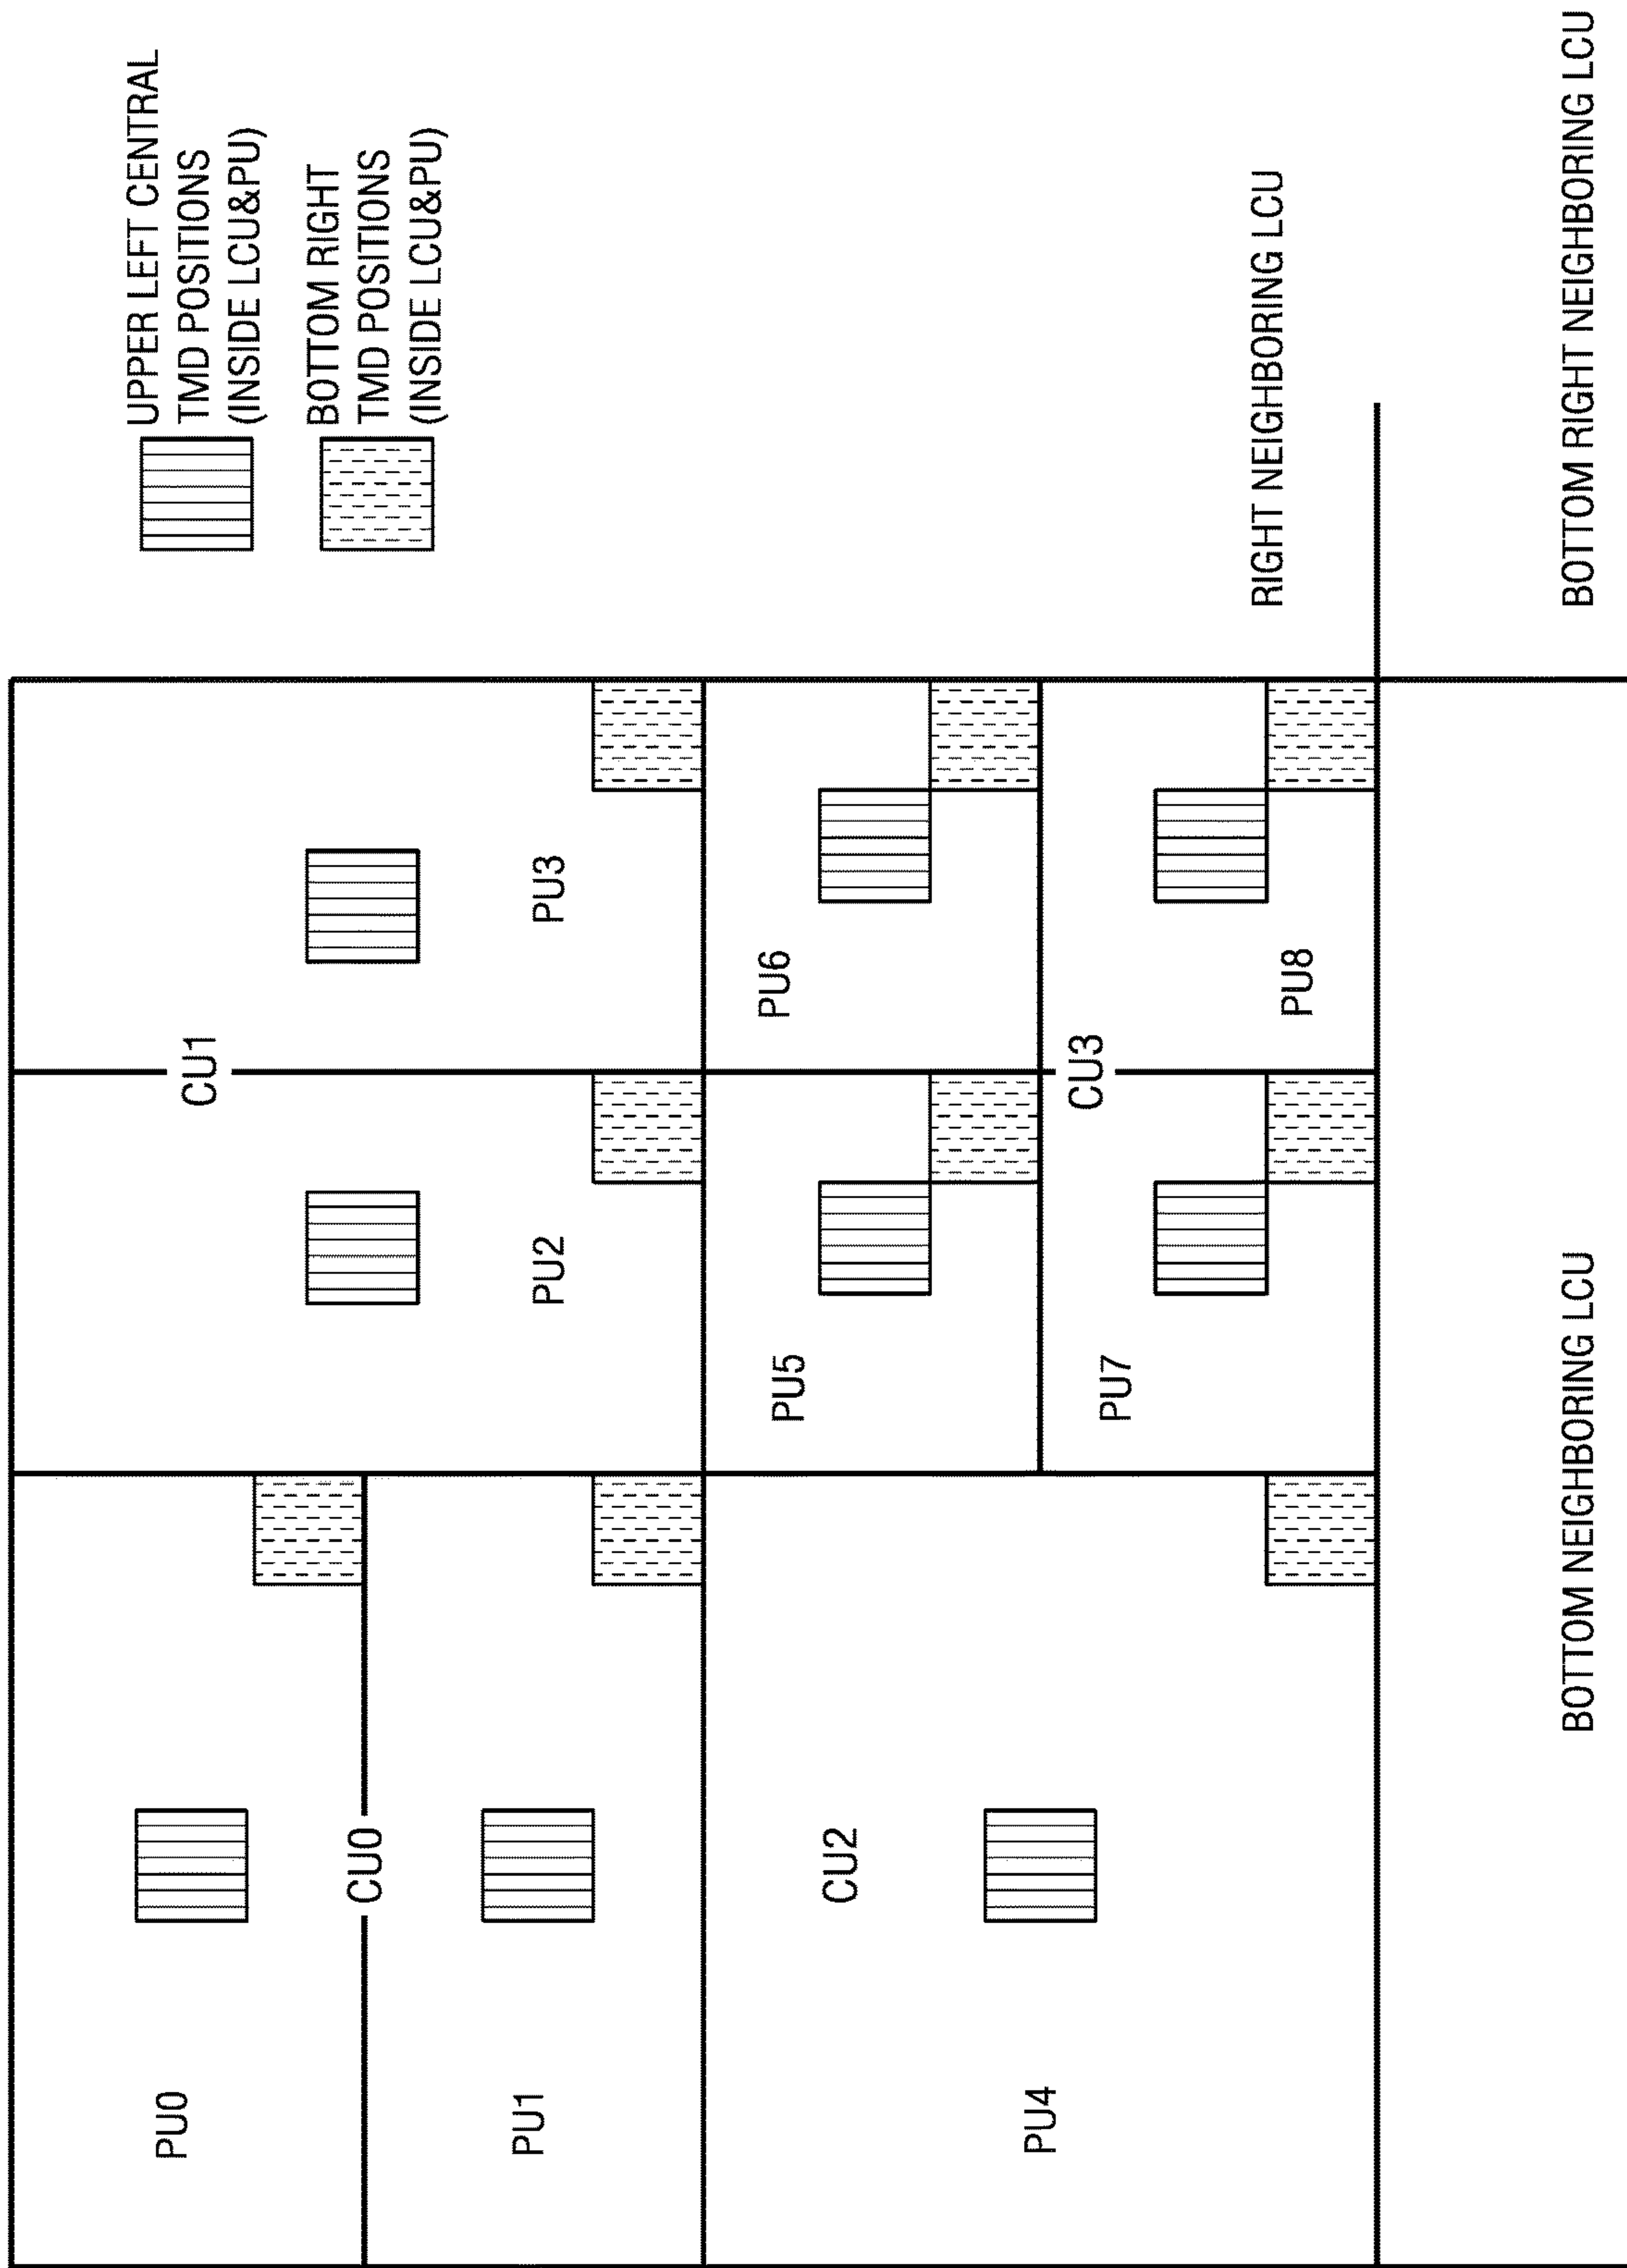 UPPER LEFT CENTRAL
TMD POSITIONS
(INSIDE LCU&PU)
BOTTOM RIGHT
TMD POSITIONS
(INSIDE LCU&PU)
PU0
CU1
CU0
PU1
PU2
PU3
CU2
PU5
PU6
PU4
CU3
PU7
PU8
RIGHT NEIGHBORING LCU
BOTTOM NEIGHBORING LCU
BOTTOM RIGHT NEIGHBORING LCU